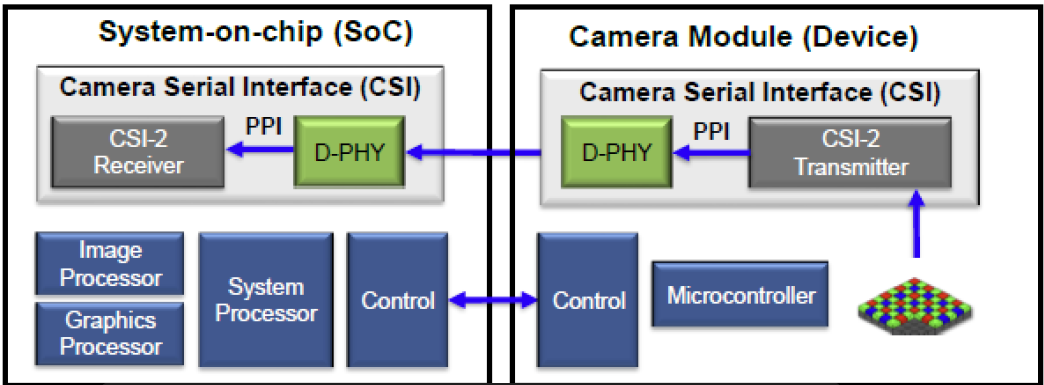 System-on-chip (SoC)
Camera Serial Interface (CSI)
CSI-2
Receiver
PPI
D-PHY
Image
Processor
Graphics
Processor
System
Processor
Control
Camera Module (Device)
Camera Serial Interface (CSI)
D-PHY
PPI
CSI-2
Transmitter
Control
Microcontroller